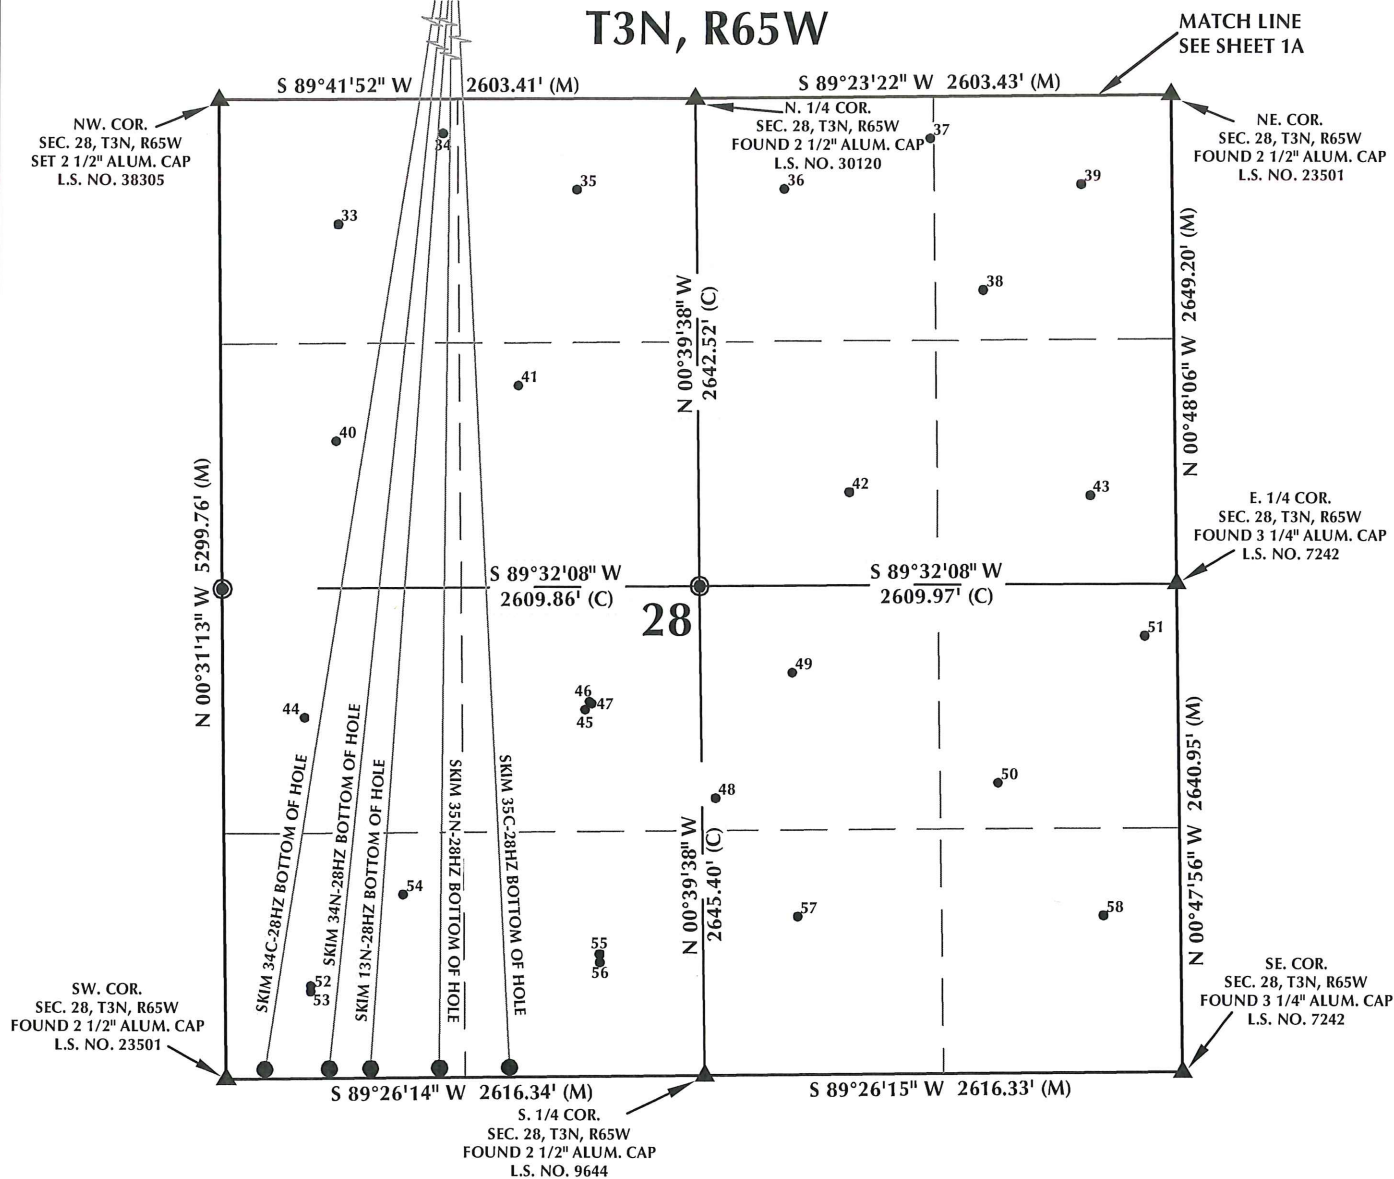 T3N, R65W
MATCH LINE
SEE SHEET 1A
S 89°41'52" W 2603.41' (M)
S 89°23'22" W 2603.43' (M)
NW. COR.
SEC. 28, T3N, R65W
SET 2 1/2" ALUM. CAP
L.S. NO. 38305
N. 1/4 COR.
SEC. 28, T3N, R65W
FOUND 2 1/2" ALUM. CAP
L.S. NO. 30120
NE. COR.
SEC. 28, T3N, R65W
FOUND 2 1/2" ALUM. CAP
L.S. NO. 23501
34
37
35
36
39
33
38
N 00°39'38" W
2642.52' (C)
N 00°48'06" W 2649.20' (M)
41
40
42
43
N 00°31'13" W 5299.76' (M)
E. 1/4 COR.
SEC. 28, T3N, R65W
FOUND 3 1/4" ALUM. CAP
L.S. NO. 7242
S 89°32'08" W
2609.86' (C)
S 89°32'08" W
2609.97' (C)
28
51
49
44
46
47
45
50
48
SKIM 34C-28HZ BOTTOM OF HOLE
SKIM 34N-28HZ BOTTOM OF HOLE
SKIM 13N-28HZ BOTTOM OF HOLE
SKIM 35N-28HZ BOTTOM OF HOLE
SKIM 35C-28HZ BOTTOM OF HOLE
N 00°39'38" W
2645.40' (C)
N 00°47'56" W 2640.95' (M)
54
57
58
55
56
52
53
SW. COR.
SEC. 28, T3N, R65W
FOUND 2 1/2" ALUM. CAP
L.S. NO. 23501
SE. COR.
SEC. 28, T3N, R65W
FOUND 3 1/4" ALUM. CAP
L.S. NO. 7242
S 89°26'14" W 2616.34' (M)
S 89°26'15" W 2616.33' (M)
S. 1/4 COR.
SEC. 28, T3N, R65W
FOUND 2 1/2" ALUM. CAP
L.S. NO. 9644